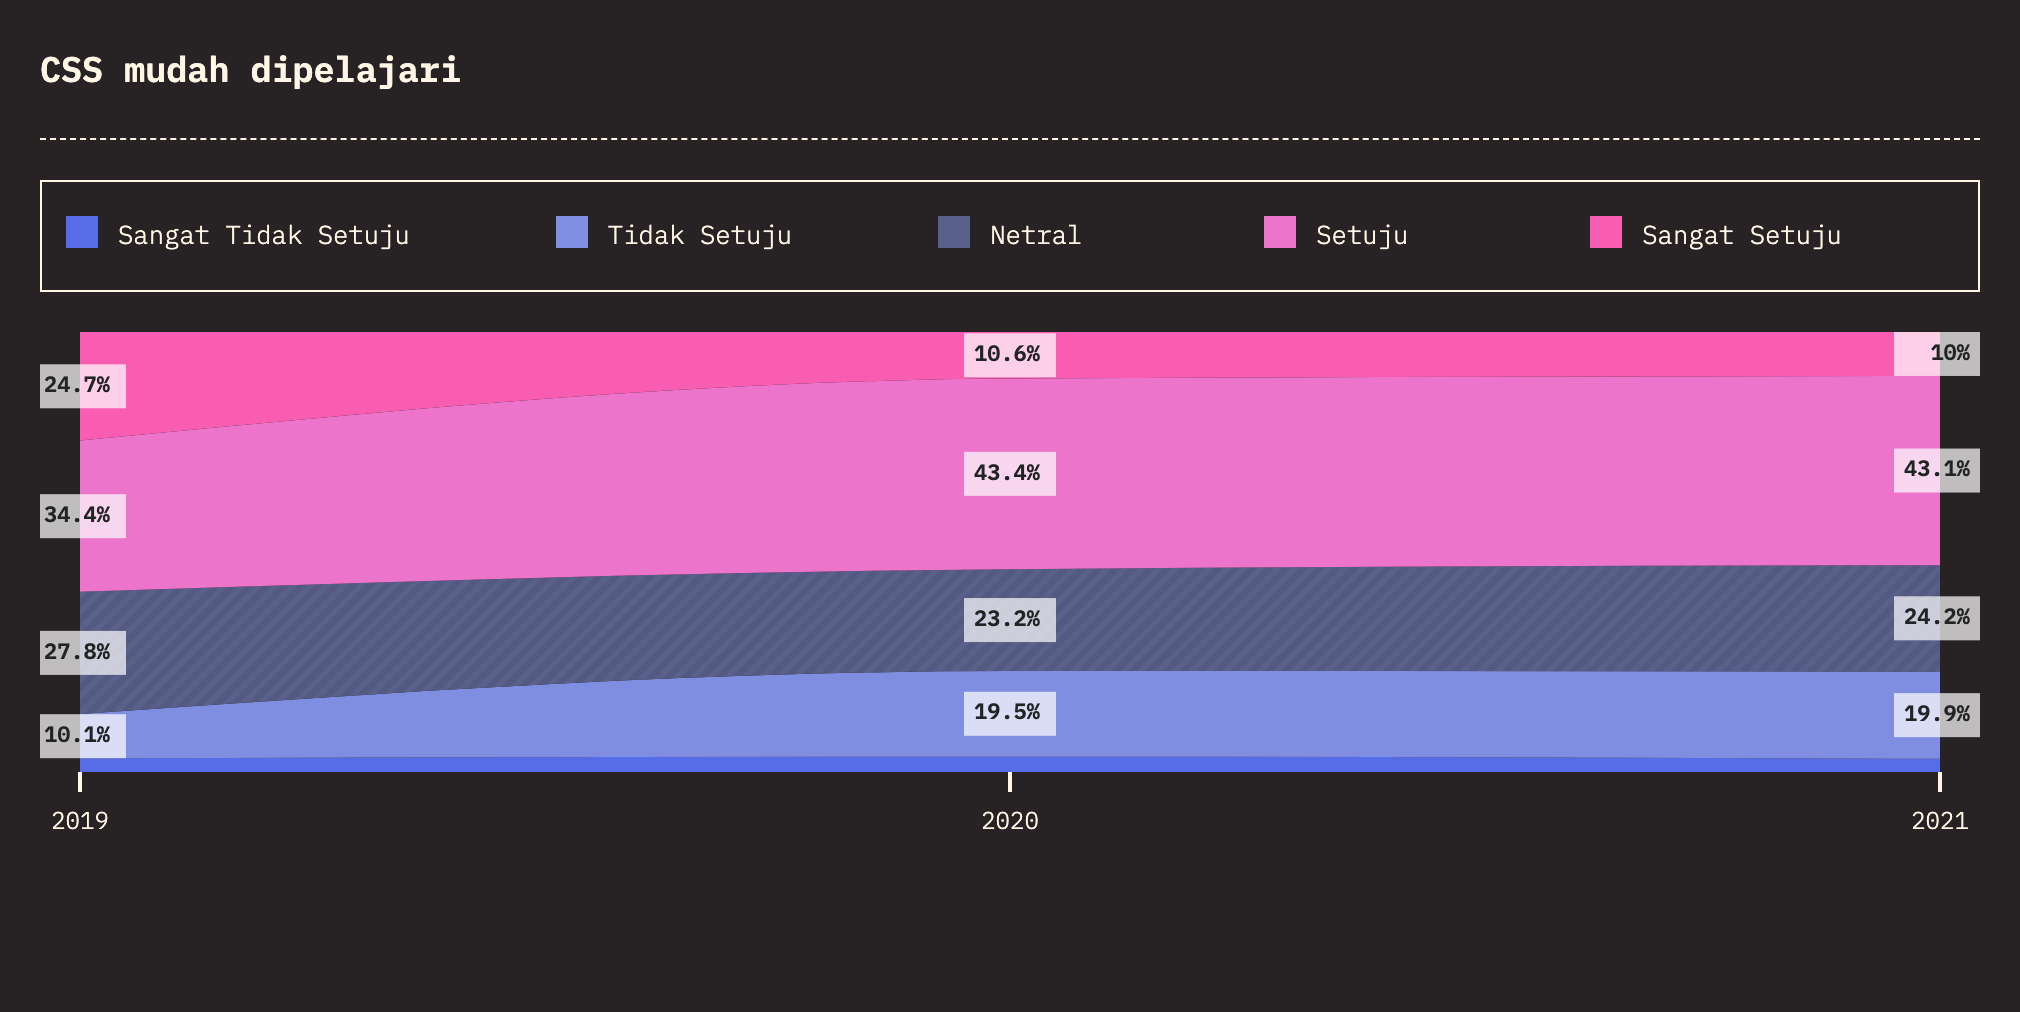 CSS mudah dipelajari
Sangat Tidak Setuju
Tidak Setuju
Netral
Setuju
Sangat Setuju
24.7%
10.6%
10%
34.4%
43.4%
43.1%
27.8%
23.2%
24.2%
10.1%
19.5%
19.9%
2019
2020
2021